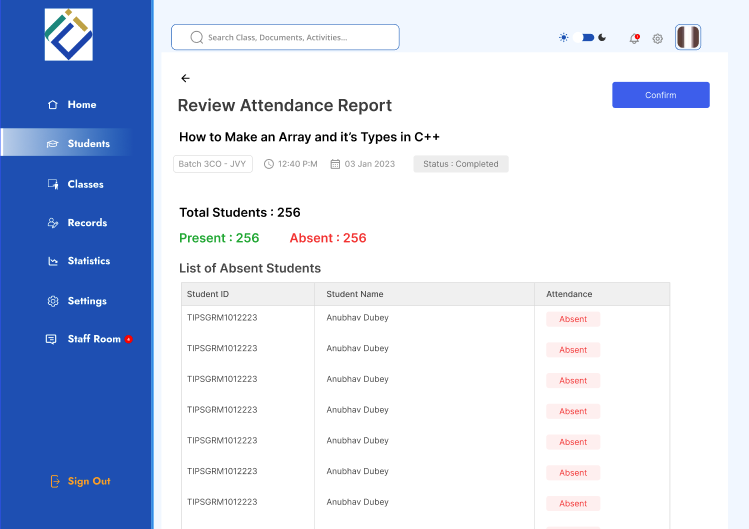 Search Class, Documents, Activities...
Home
Students
Classes
Records
Statistics
Settings
Staff Room
Sign Out
Review Attendance Report
Confirm
How to Make an Array and it's Types in C++
Batch 3CO - JVY 12:40 P:M 03 Jan 2023 Status : Completed
Total Students : 256
Present : 256 Absent : 256
List of Absent Students
Student ID Student Name Attendance
TIPSGRM1012223 Anubhav Dubey Absent
TIPSGRM1012223 Anubhav Dubey Absent
TIPSGRM1012223 Anubhav Dubey Absent
TIPSGRM1012223 Anubhav Dubey Absent
TIPSGRM1012223 Anubhav Dubey Absent
TIPSGRM1012223 Anubhav Dubey Absent
TIPSGRM1012223 Anubhav Dubey Absent